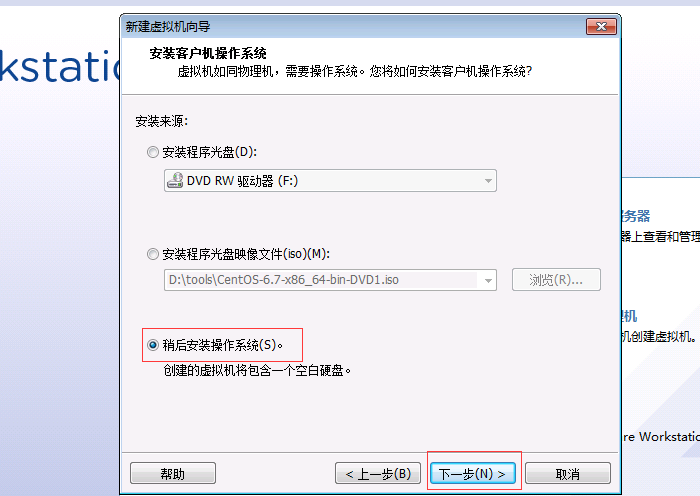 新建虚拟机向导
kstatio
安装客户机操作系统
虚拟机如同物理机，需要操作系统。您将如何安装客户机操作系统?
安装来源:
安装程序光盘(D):
DVD RW 驱动器 (F:)
务器
器上查看和管理
安装程序光盘映像文件(iso)(M):
D:\tools\CentOS-6.7-x86_64-bin-DVD1.iso
浏览(R)...
理机
机创建虚拟机。
稍后安装操作系统(S)。
创建的虚拟机将包含一个空白硬盘。
re Workstatio
帮助
< 上一步(B)
下一步(N) >
取消